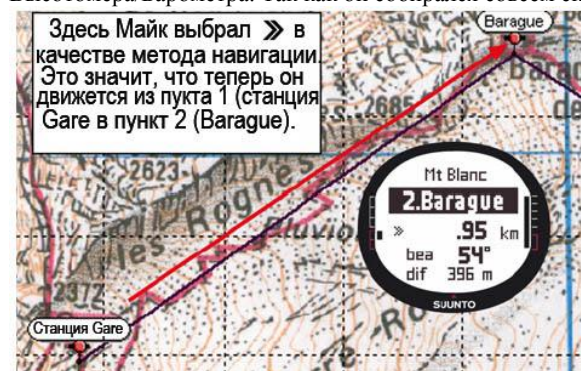 Здесь Майк выбрал » в
качестве метода навигации.
Это значит, что теперь он
движется из пукта 1 (станция
Gare в пункт 2 (Barague).
Barague
2685
2623
les Rognes
2372
Mt Blanc
2.Barague
» .95 km
bea 54°
dif 396 m
SUUNTO
Станция Gare